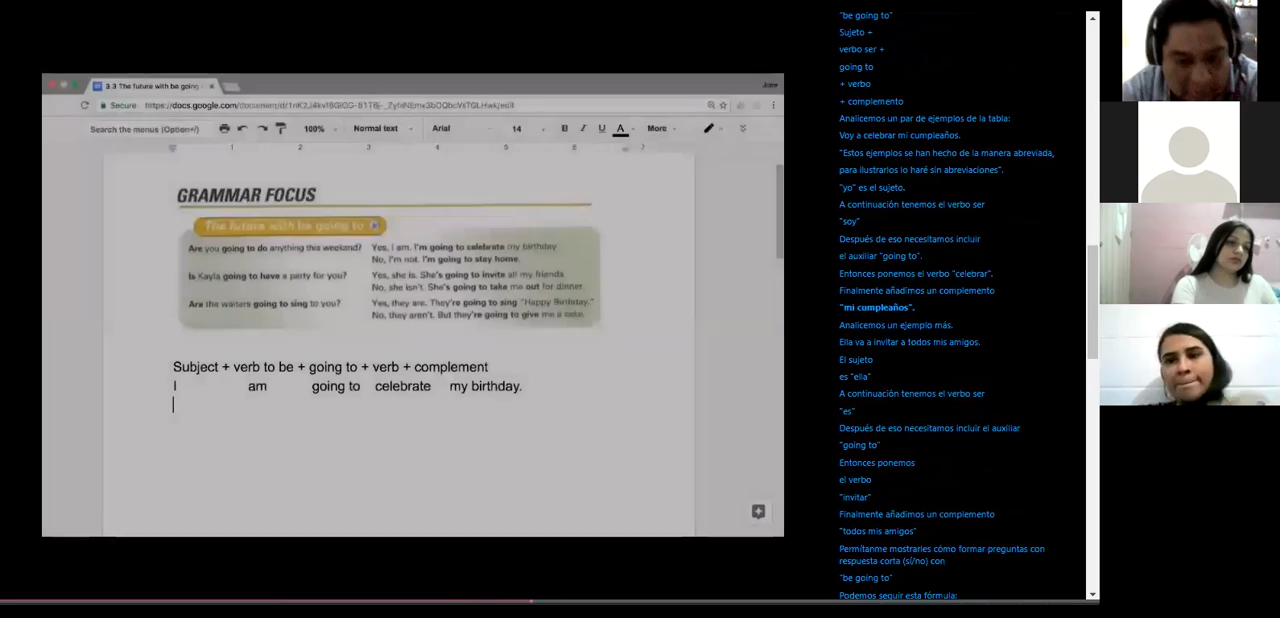 3.3 The future with be going
Secure
Search the menus (Option+/)
100%
Normal text
Arial
14
B I U A
More
1 2 3 4 5 6 7
GRAMMAR FOCUS
The future with be going to
Are you going to do anything this weekend? Yes, I am. I'm going to celebrate my birthday.
No, I'm not. I'm going to stay home.
Is Kayla going to have a party for you? Yes, she is. She's going to invite all my friends.
No, she isn't. She's going to take me out for dinner.
Are the waiters going to sing to you? Yes, they are. They're going to sing "Happy Birthday."
No, they aren't. But they're going to give me a cake.
Subject + verb to be + going to + verb + complement
I am going to celebrate my birthday.
"be going to"
Sujeto +
verbo ser +
going to
+ verbo
+ complemento
Analicemos un par de ejemplos de la tabla:
Voy a celebrar mi cumpleaños.
"Estos ejemplos se han hecho de la manera abreviada,
para ilustrarlos lo haré sin abreviaciones".
"yo" es el sujeto.
A continuación tenemos el verbo ser
"soy"
Después de eso necesitamos incluir
el auxiliar "going to".
Entonces ponemos el verbo "celebrar".
Finalmente añadimos un complemento
"mi cumpleaños".
Analicemos un ejemplo más.
Ella va a invitar a todos mis amigos.
El sujeto
es "ella"
A continuación tenemos el verbo ser
"es"
Después de eso necesitamos incluir el auxiliar
"going to"
Entonces ponemos
el verbo
"invitar"
Finalmente añadimos un complemento
"todos mis amigos"
Permítanme mostrarles cómo formar preguntas con
respuesta corta (sí/no) con
"be going to"
Podemos seguir esta fórmula: